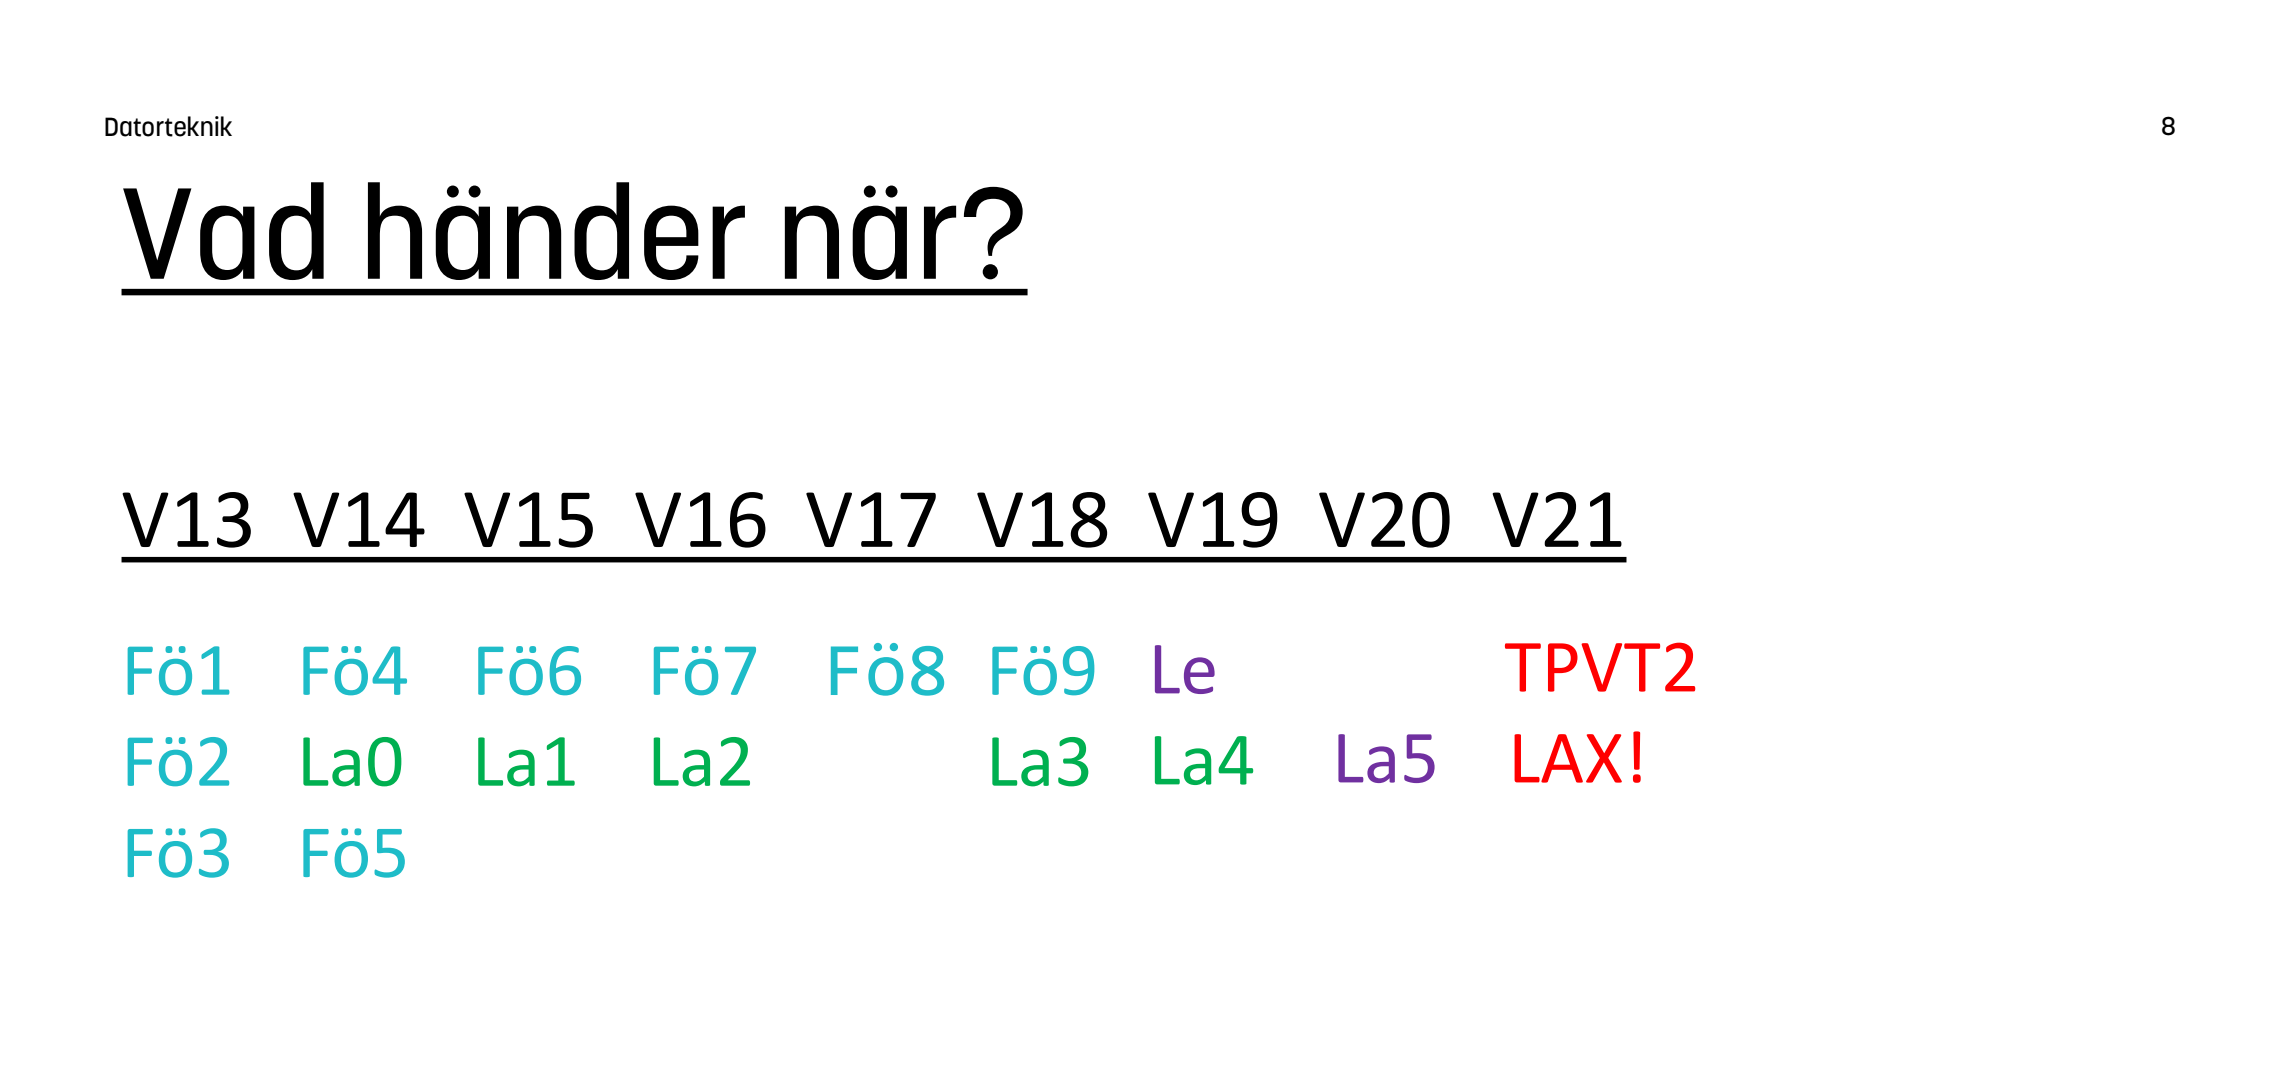 Datorteknik 8
Vad händer när?
V13 V14 V15 V16 V17 V18 V19 V20 V21
Fö1 Fö4 Fö6 Fö7 Fö8 Fö9 Le TPVT2
Fö2 La0 La1 La2 La3 La4 La5 LAX!
Fö3 Fö5